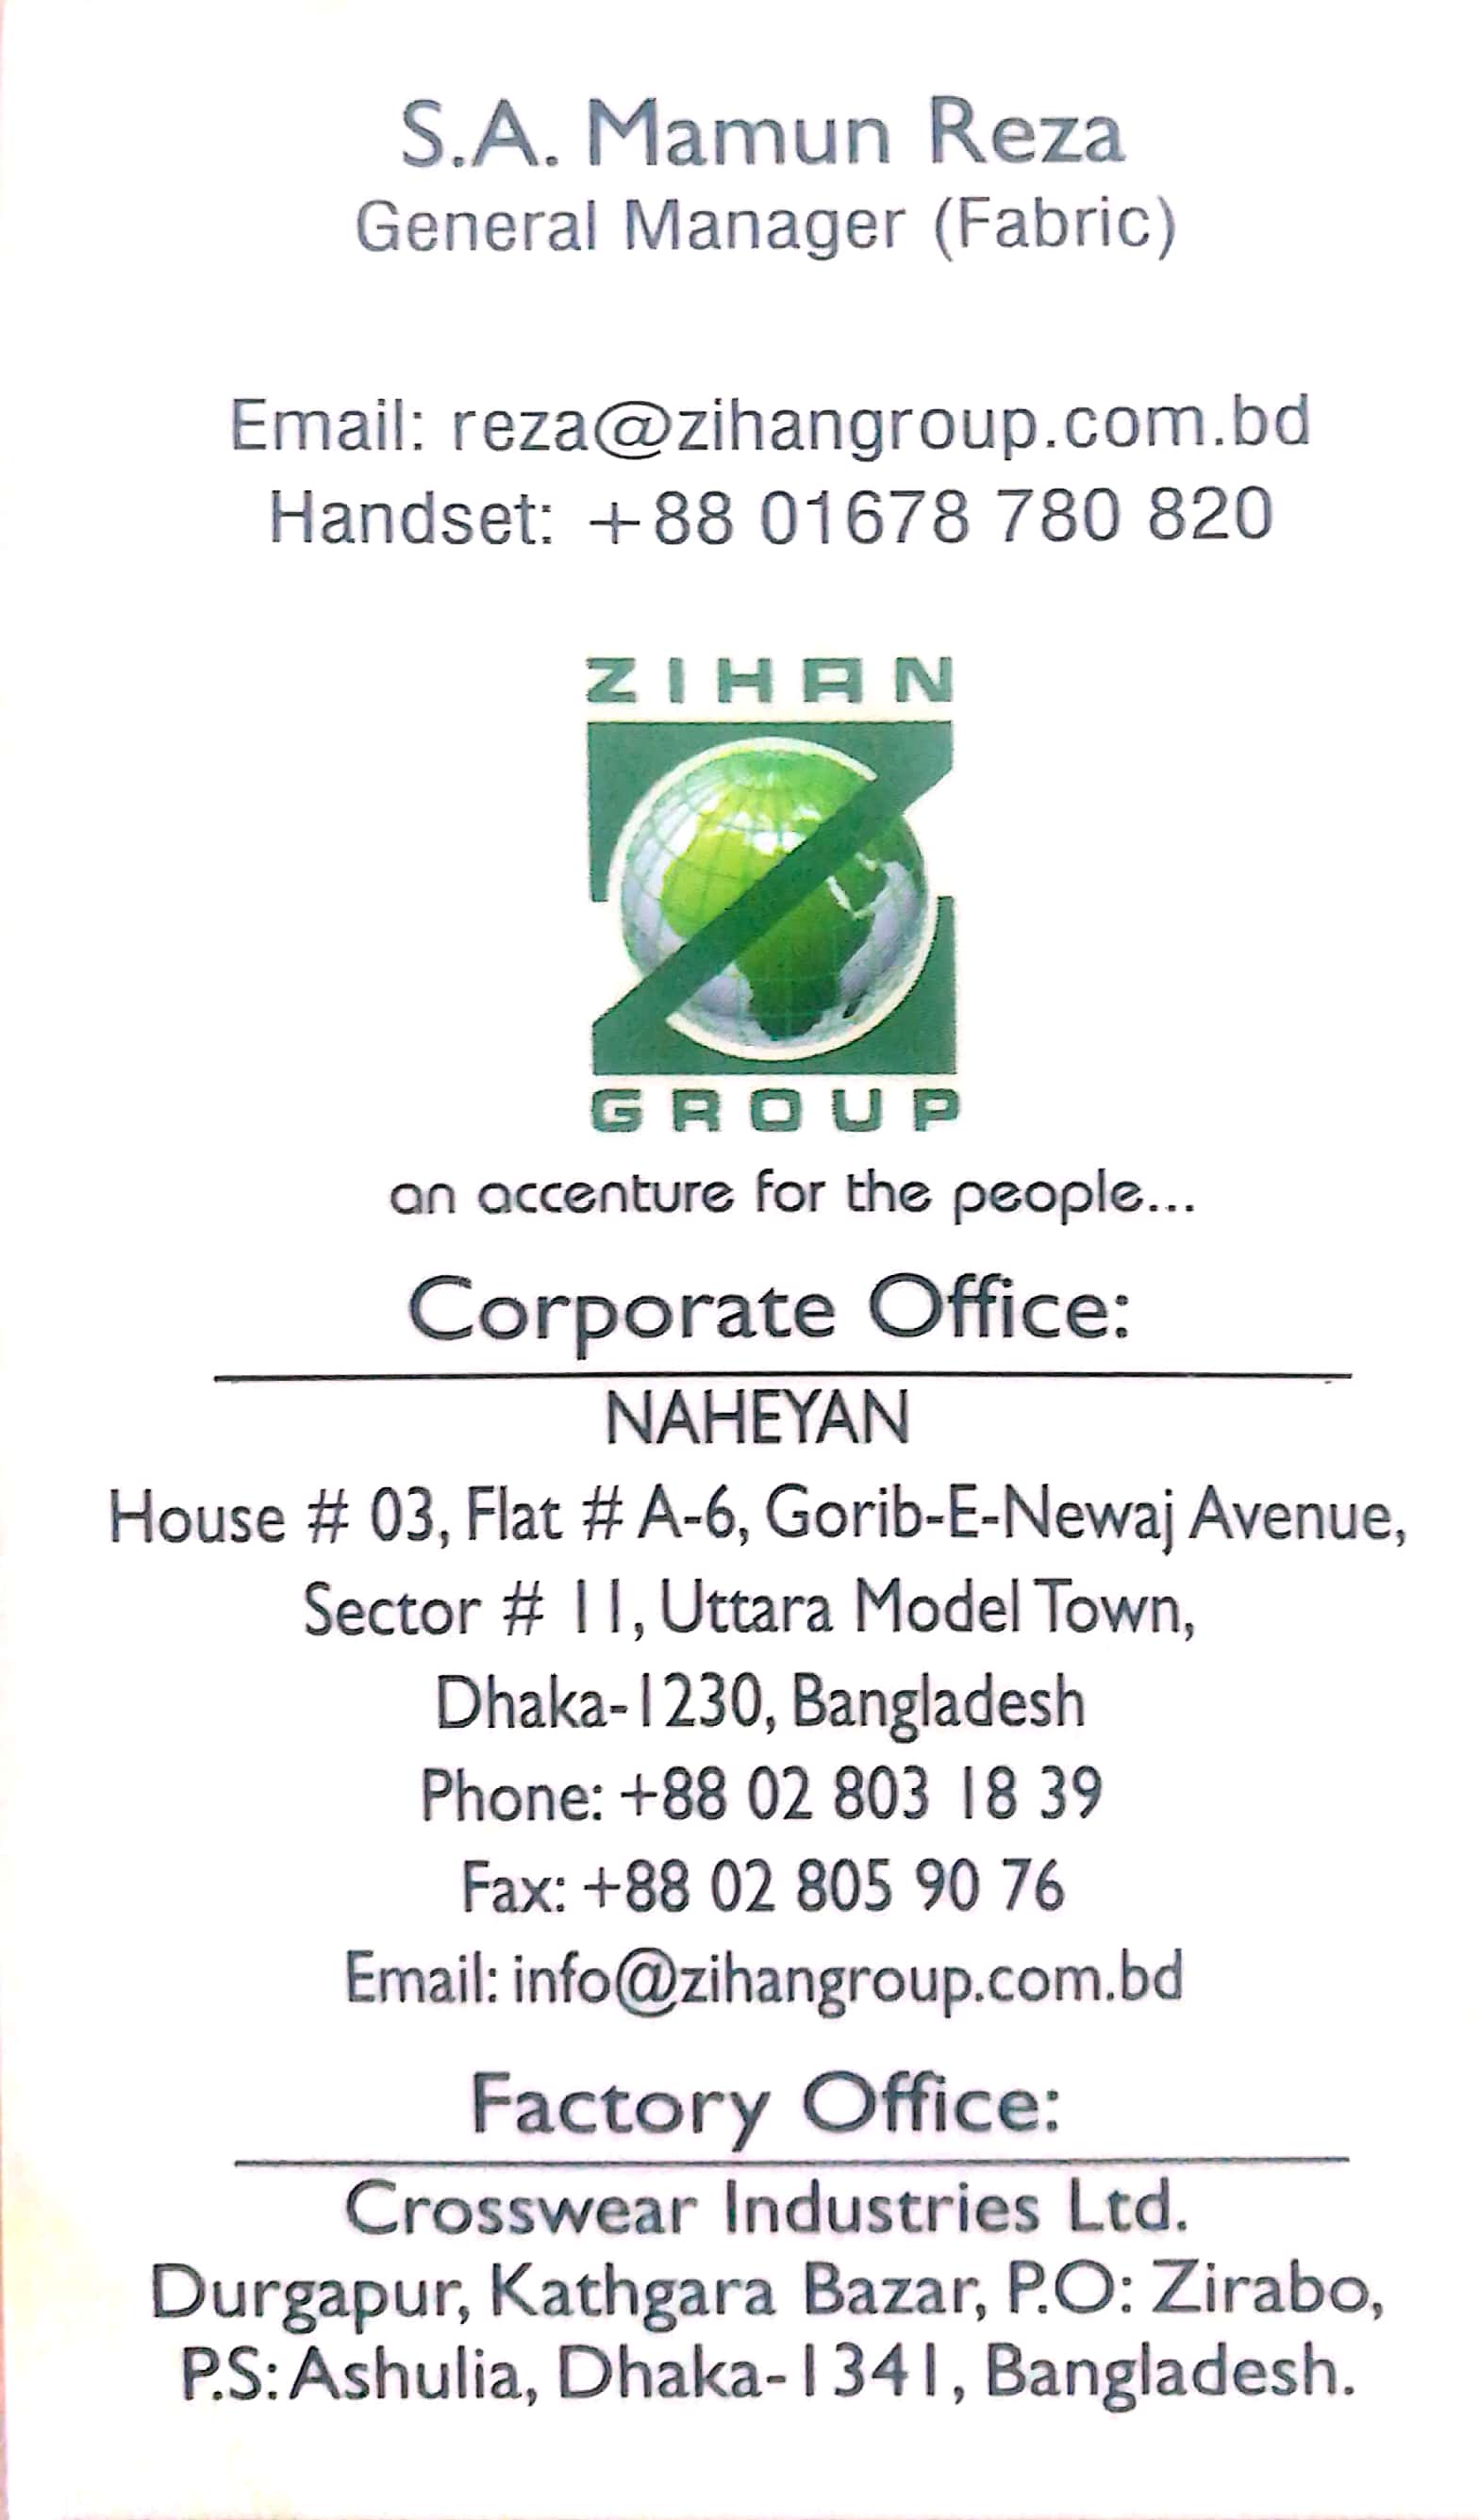 S.A. Mamun Reza
General Manager (Fabric)
Email: reza@zihangroup.com.bd
Handset: +88 01678 780 820
ZIHAN
GROUP
an accenture for the people...
Corporate Office:
NAHEYAN
House # 03, Flat # A-6, Gorib-E-Newaj Avenue,
Sector # 11, Uttara Model Town,
Dhaka-1230, Bangladesh
Phone: +88 02 803 18 39
Fax: +88 02 805 90 76
Email: info@zihangroup.com.bd
Factory Office:
Crosswear Industries Ltd.
Durgapur, Kathgara Bazar, P.O: Zirabo,
P.S: Ashulia, Dhaka-1341, Bangladesh.